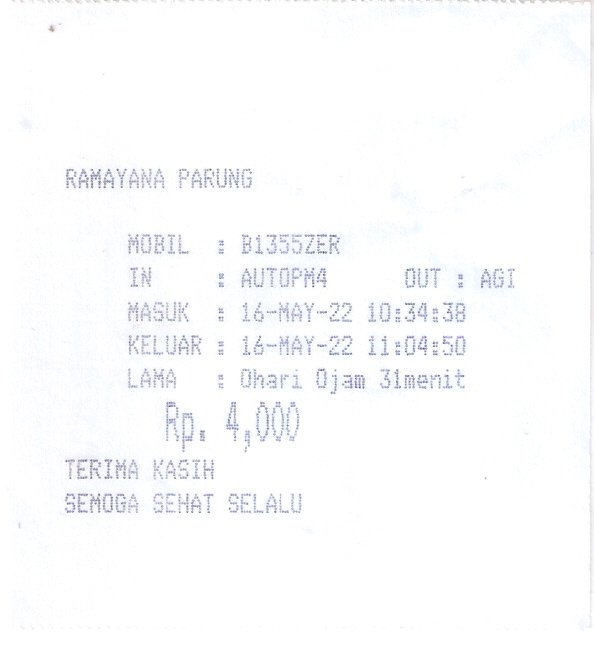 RAMAYANA PARUNG
MOBIL : B1355ZER
IN : AUTOPM4 OUT : AGI
MASUK : 16-MAY-22 10:34:38
KELUAR : 16-MAY-22 11:04:50
LAMA : 0hari 0jam 31menit
Rp. 4,000
TERIMA KASIH
SEMOGA SEHAT SELALU